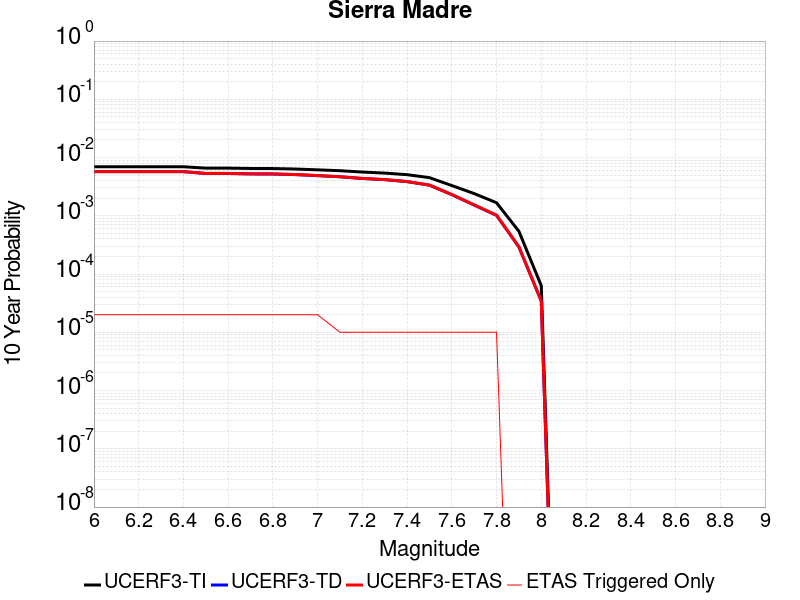 Sierra Madre
10^0
10^-1
10^-2
10^-3
10^-4
10^-5
10^-6
10^-7
10^-8
10 Year Probability
6 6.2 6.4 6.6 6.8 7 7.2 7.4 7.6 7.8 8 8.2 8.4 8.6 8.8 9
Magnitude
UCERF3-TI UCERF3-TD UCERF3-ETAS ETAS Triggered Only